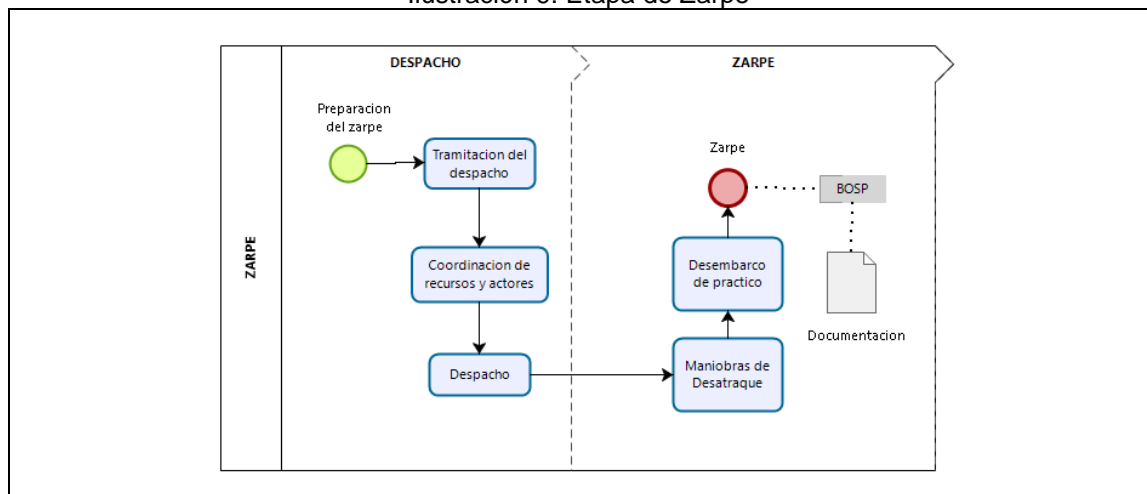 Ilustración Etapa de Zarpe
DESPACHO
ZARPE
ZARPE
Preparacion
del zarpe
Tramitacion del
despacho
Coordinacion de
recursos y actores
Despacho
Maniobras de
Desatraque
Desembarco
de practico
Zarpe
BOSP
Documentacion